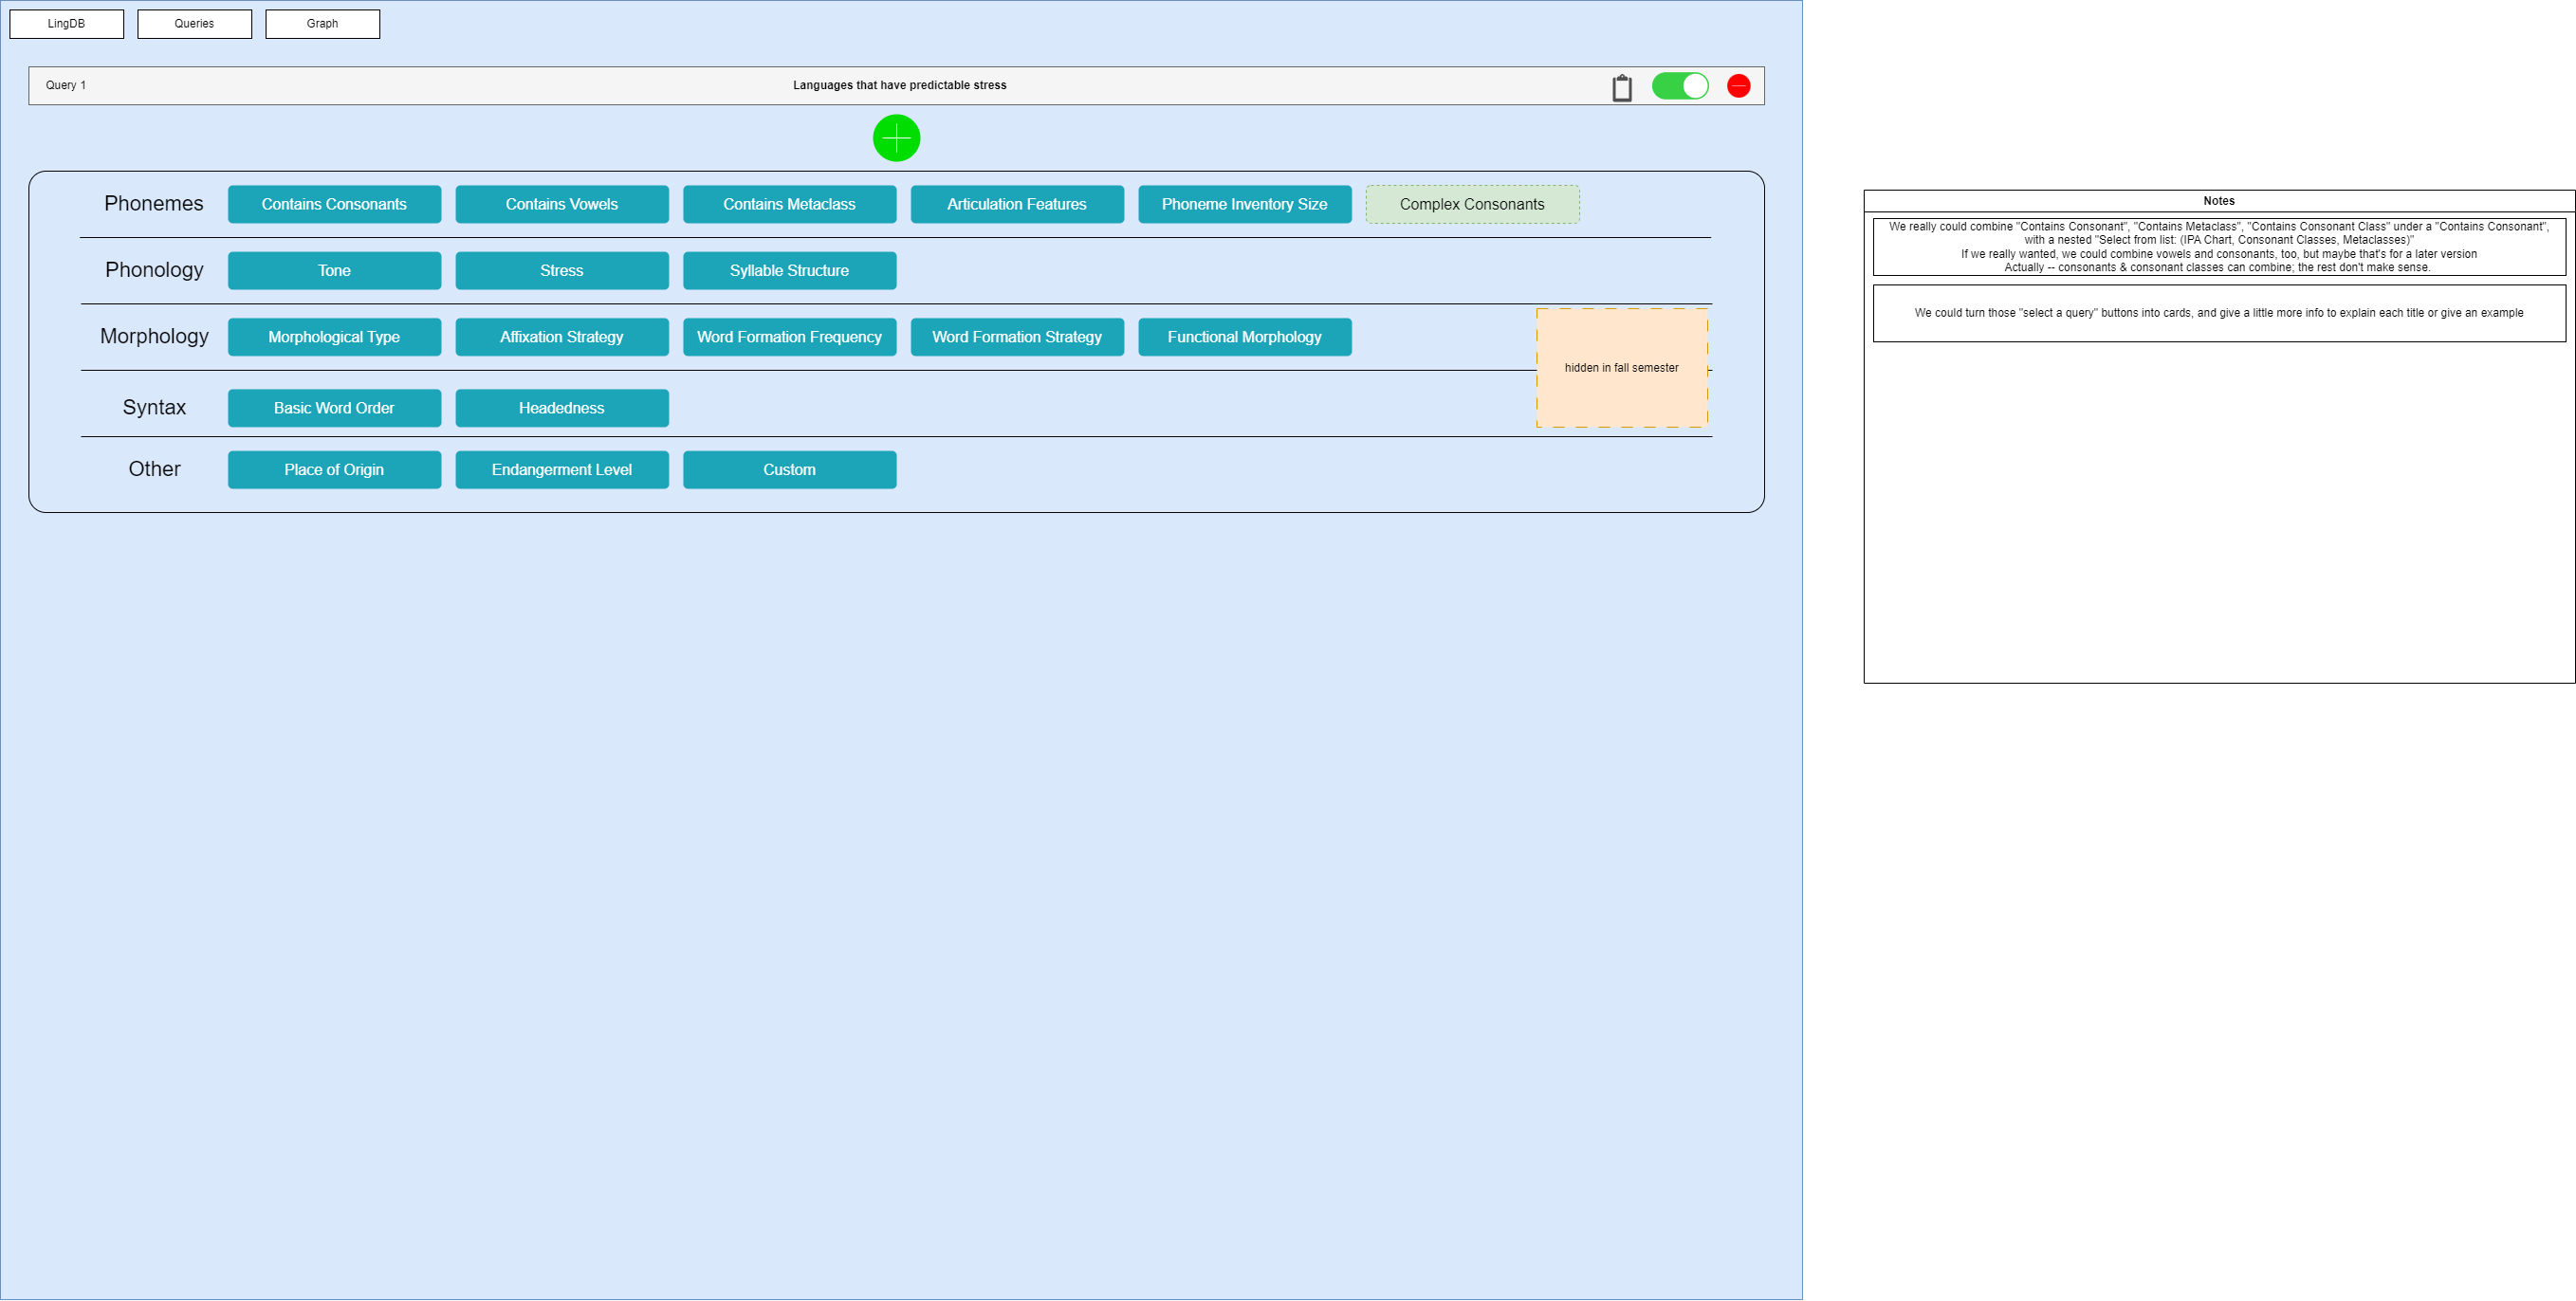 LingDB
Queries
Graph
Query 1
Languages that have predictable stress
Phonemes
Contains Consonants
Contains Vowels
Contains Metaclass
Articulation Features
Phoneme Inventory Size
Complex Consonants
Phonology
Tone
Stress
Syllable Structure
Morphology
Morphological Type
Affixation Strategy
Word Formation Frequency
Word Formation Strategy
Functional Morphology
hidden in fall semester
Syntax
Basic Word Order
Headedness
Other
Place of Origin
Endangerment Level
Custom
Notes
We really could combine "Contains Consonant", "Contains Metaclass", "Contains Consonant Class" under a "Contains Consonant",
with a nested "Select from list: (IPA Chart, Consonant Classes, Metaclasses)"
If we really wanted, we could combine vowels and consonants, too, but maybe that's for a later version
Actually -- consonants & consonant classes can combine; the rest don't make sense.
We could turn those "select a query" buttons into cards, and give a little more info to explain each title or give an example